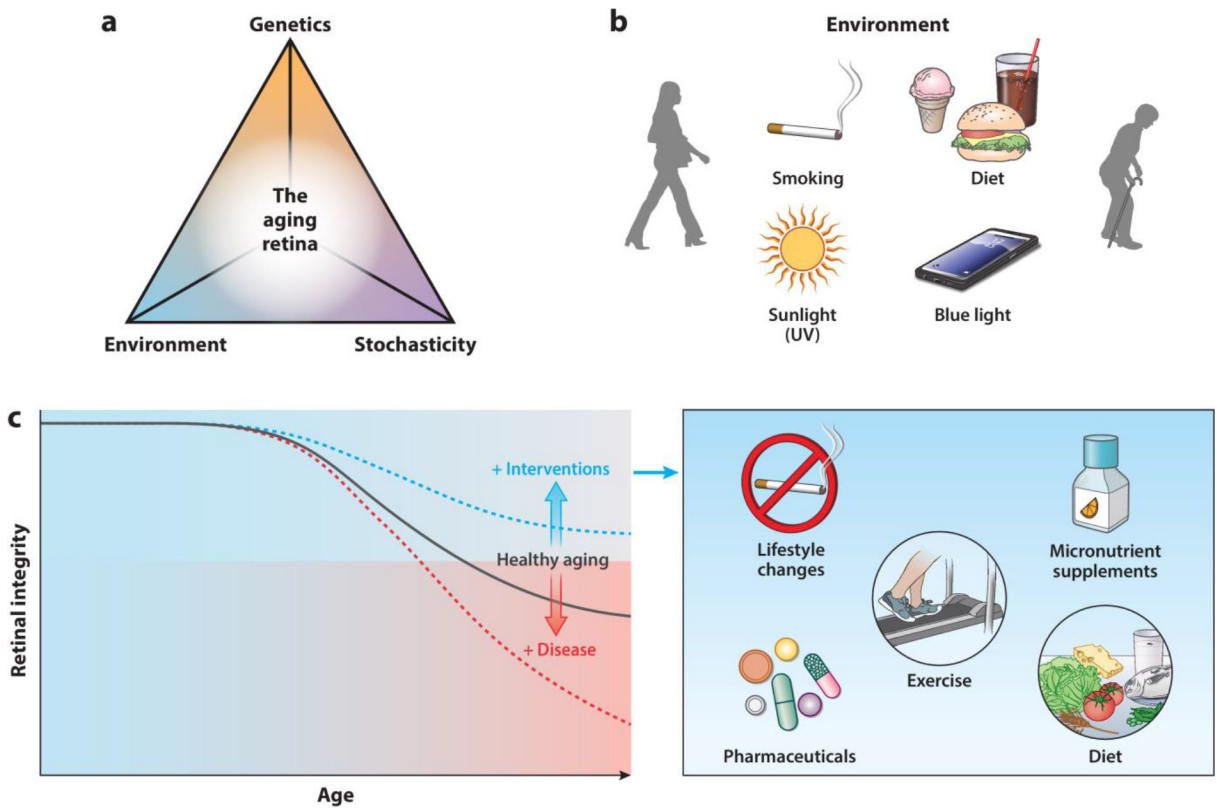 a
Genetics
The
aging
retina
Environment
Stochasticity
b
Environment
Smoking
Diet
Sunlight
(UV)
Blue light
c
Retinal integrity
Age
+ Interventions
Healthy aging
+ Disease
Lifestyle
changes
Micronutrient
supplements
Exercise
Pharmaceuticals
Diet